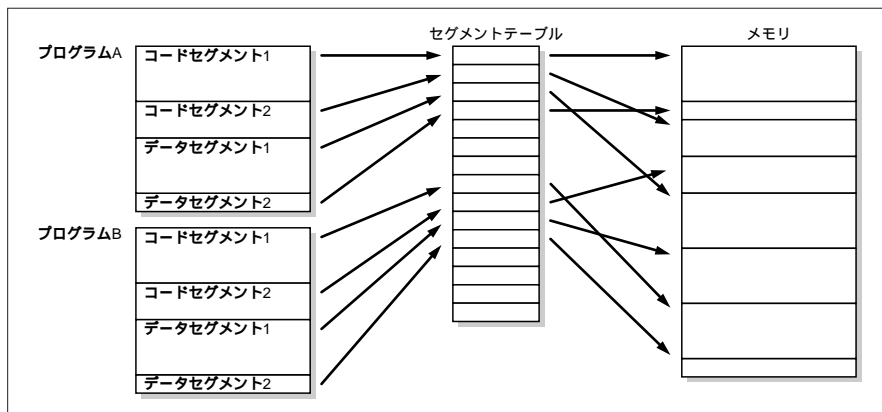 セグメントテーブル
メモリ
プログラムA
コードセグメント1
コードセグメント2
データセグメント1
データセグメント2
プログラムB
コードセグメント1
コードセグメント2
データセグメント1
データセグメント2